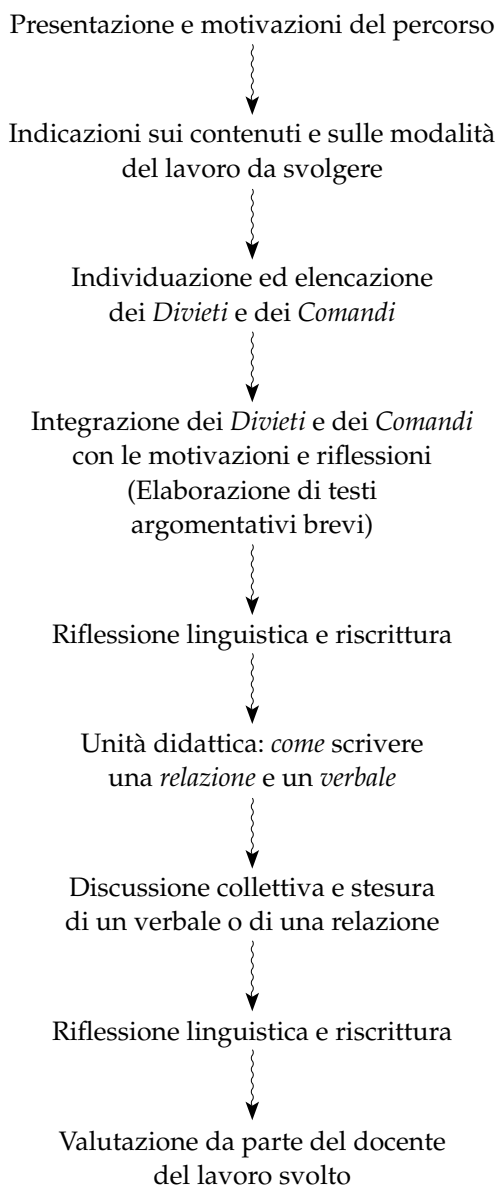 Presentazione e motivazioni del percorso
Indicazioni sui contenuti e sulle modalità
del lavoro da svolgere
Individuazione ed elencazione
dei Divieti e dei Comandi
Integrazione dei Divieti e dei Comandi
con le motivazioni e riflessioni
(Elaborazione di testi
argomentativi brevi)
Riflessione linguistica e riscrittura
Unità didattica: come scrivere
una relazione e un verbale
Discussione collettiva e stesura
di un verbale o di una relazione
Riflessione linguistica e riscrittura
Valutazione da parte del docente
del lavoro svolto